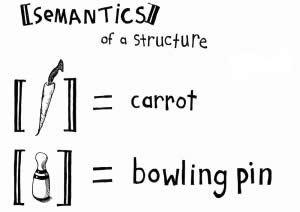 ⟦SEMANTICS⟧
of a structure
⟦ ⟧ = carrot
⟦ ⟧ = bowling pin